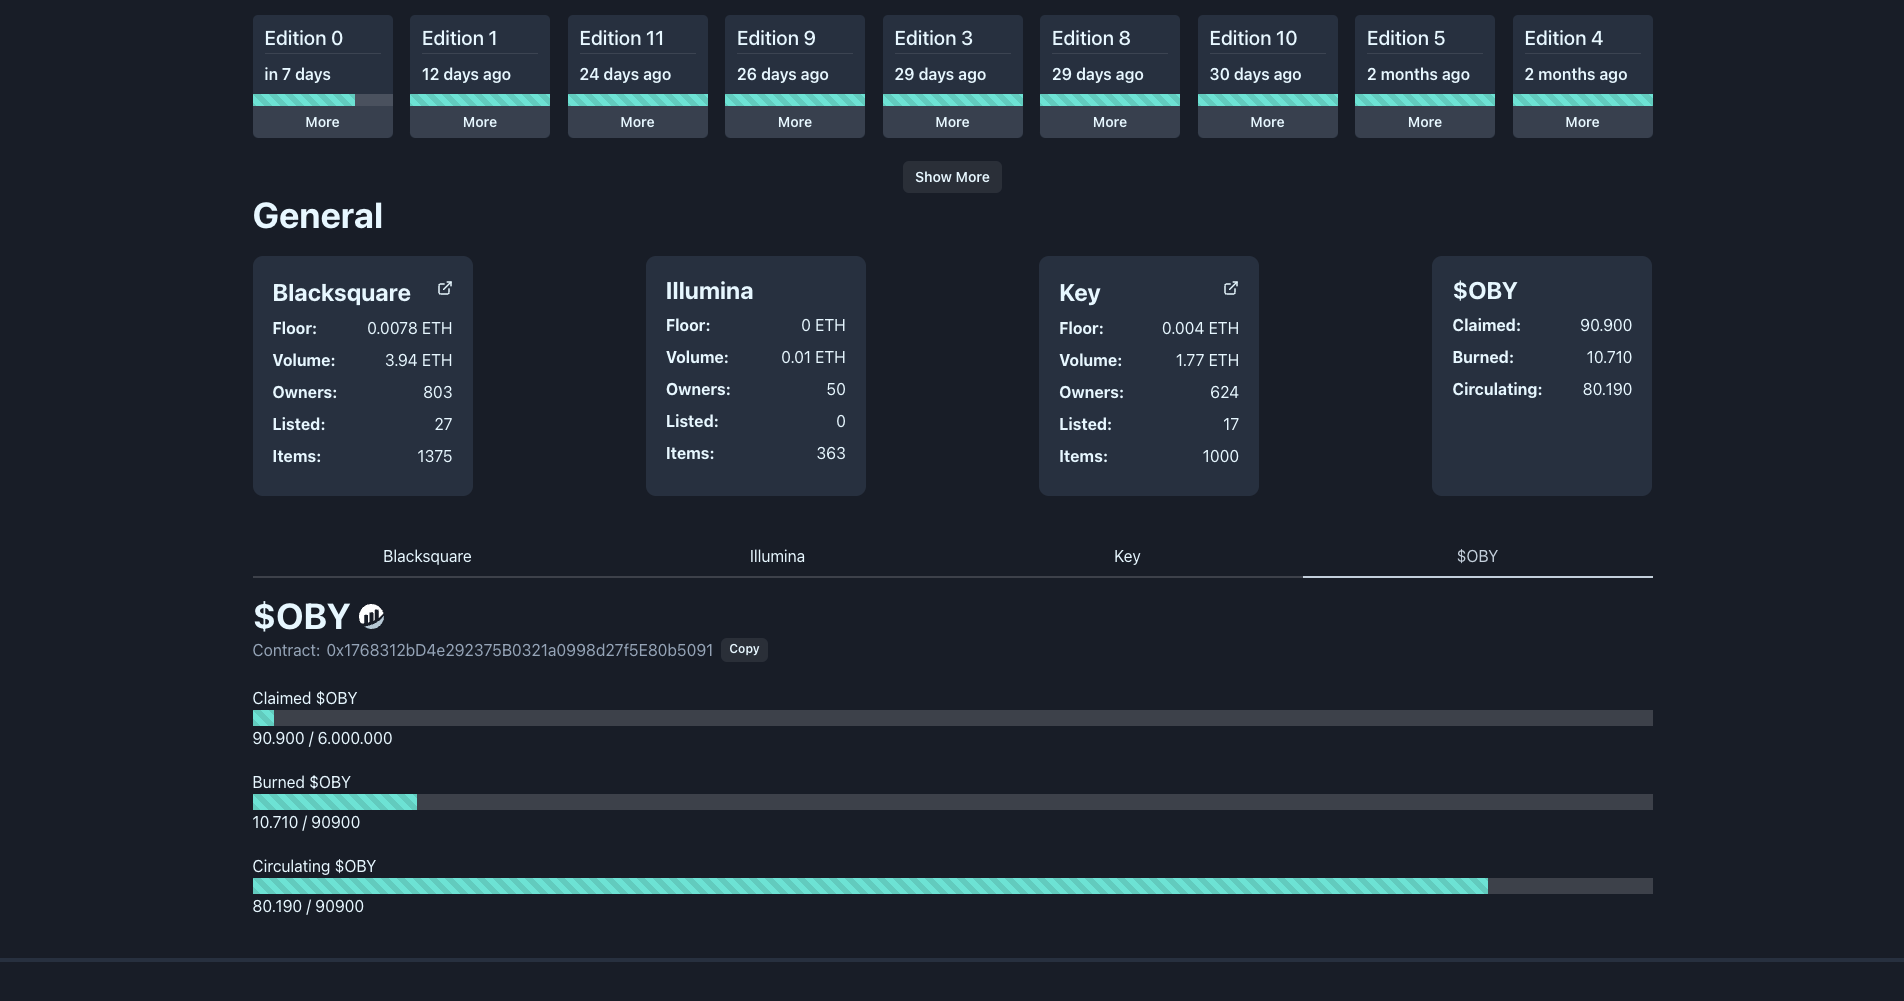 Edition 0
in 7 days
More
Edition 1
12 days ago
More
Edition 11
24 days ago
More
Edition 9
26 days ago
More
Edition 3
29 days ago
More
Edition 8
29 days ago
More
Edition 10
30 days ago
More
Edition 5
2 months ago
More
Edition 4
2 months ago
More
Show More
General
Blacksquare
Floor: 0.0078 ETH
Volume: 3.94 ETH
Owners: 803
Listed: 27
Items: 1375
Illumina
Floor: 0 ETH
Volume: 0.01 ETH
Owners: 50
Listed: 0
Items: 363
Key
Floor: 0.004 ETH
Volume: 1.77 ETH
Owners: 624
Listed: 17
Items: 1000
$OBY
Claimed: 90.900
Burned: 10.710
Circulating: 80.190
Blacksquare Illumina Key $OBY
$OBY
Contract: 0x1768312bD4e292375B0321a0998d27f5E80b5091 Copy
Claimed $OBY
90.900 / 6.000.000
Burned $OBY
10.710 / 90900
Circulating $OBY
80.190 / 90900